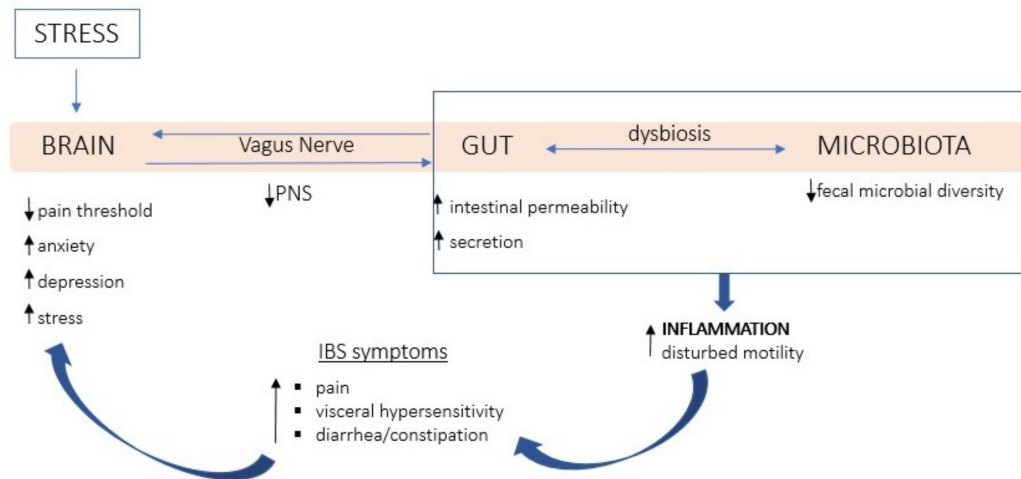 STRESS
BRAIN
Vagus Nerve
GUT
dysbiosis
MICROBIOTA
↓pain threshold
↑anxiety
↑depression
↑stress
↓PNS
↑ intestinal permeability
↑ secretion
↓fecal microbial diversity
↑ INFLAMMATION
disturbed motility
IBS symptoms
↑ ▪ pain
▪ visceral hypersensitivity
▪ diarrhea/constipation